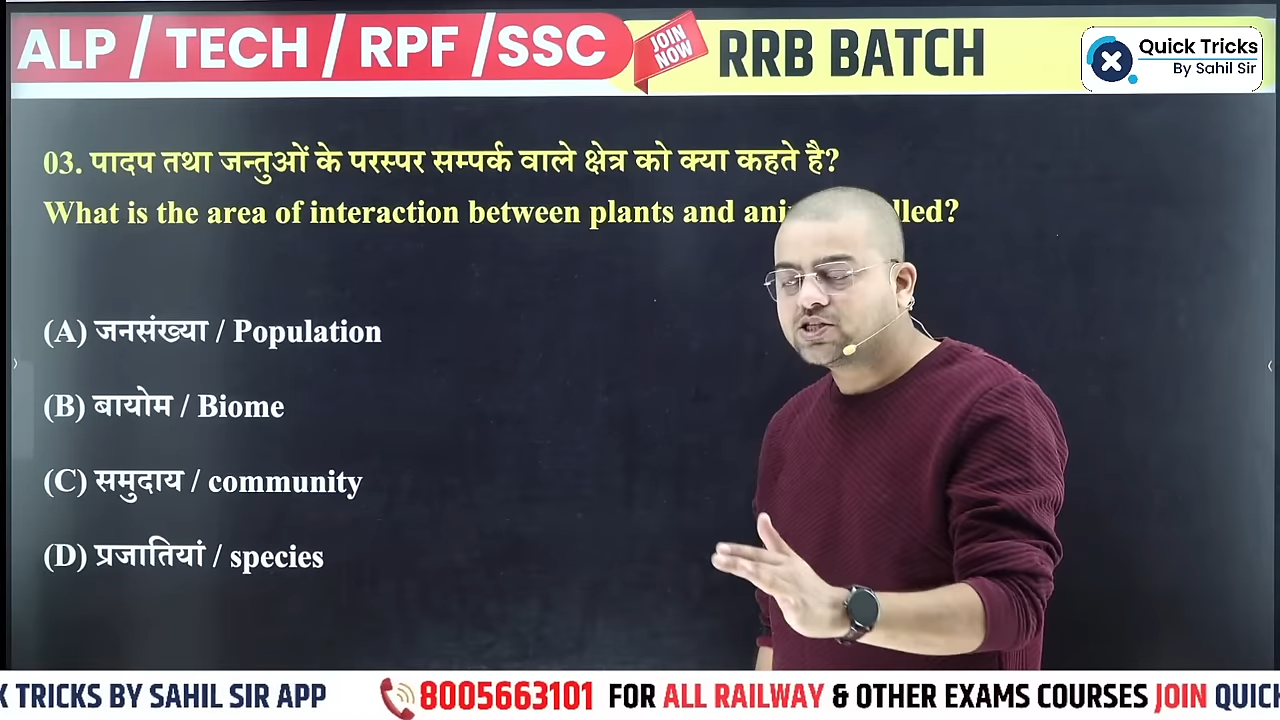 ALP / TECH / RPF / SSC
JOIN NOW
RRB BATCH
Quick Tricks
By Sahil Sir
03. पादप तथा जन्तुओं के परस्पर सम्पर्क वाले क्षेत्र को क्या कहते है?
What is the area of interaction between plants and
(A) जनसंख्या / Population
(B) बायोम / Biome
(C) समुदाय / community
(D) प्रजातियां / species
TRICKS BY SAHIL SIR APP 8005663101 FOR ALL RAILWAY & OTHER EXAMS COURSES JOIN